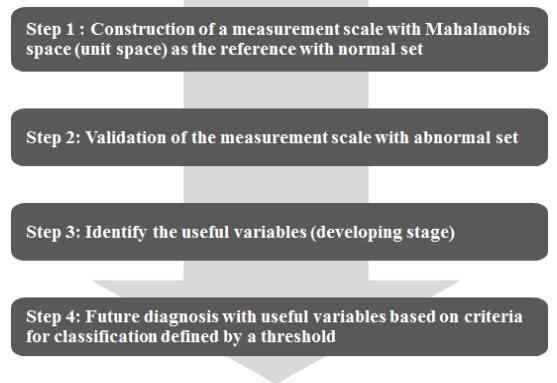 Step 1 : Construction of a measurement scale with Mahalanobis
space (unit space) as the reference with normal set
Step 2: Validation of the measurement scale with abnormal set
Step 3: Identify the useful variables (developing stage)
Step 4: Future diagnosis with useful variables based on criteria
for classification defined by a threshold